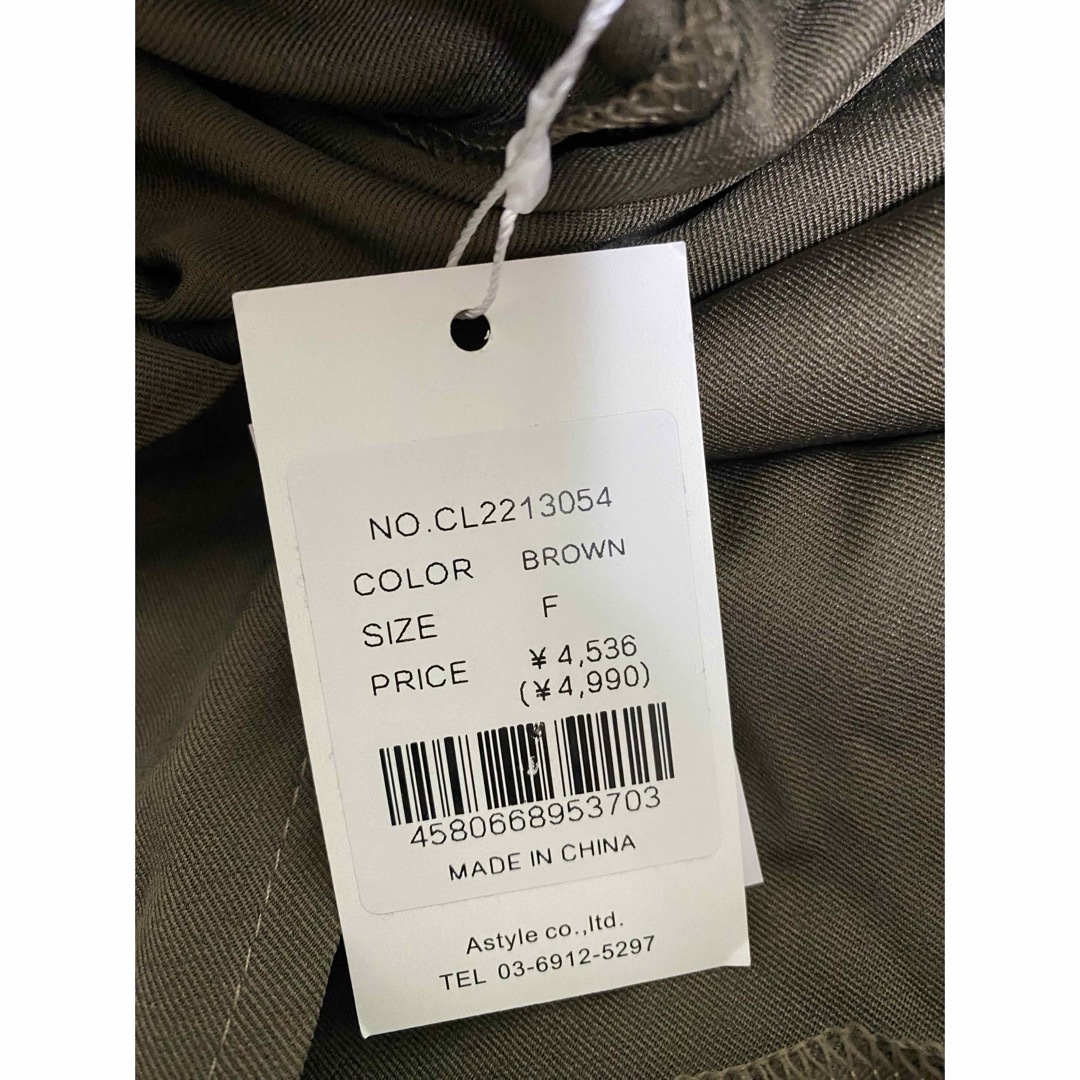 NO.CL2213054
COLOR BROWN
SIZE F
PRICE ¥ 4,536
(¥4,990)
4580668953703
MADE IN CHINA
Astyle co.,ltd.
TEL 03-6912-5297